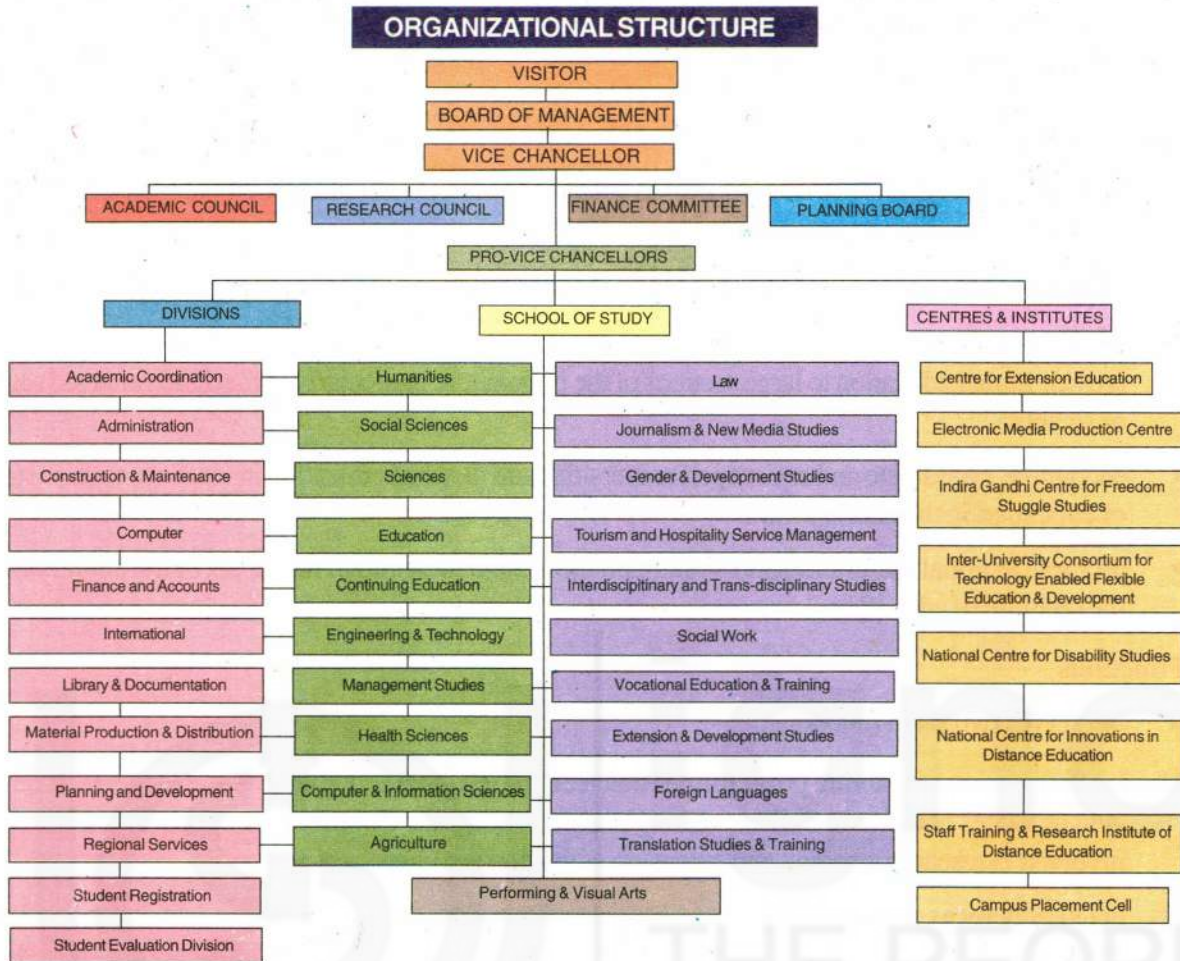 ORGANIZATIONAL STRUCTURE
VISITOR
BOARD OF MANAGEMENT
VICE CHANCELLOR
ACADEMIC COUNCIL
RESEARCH COUNCIL
FINANCE COMMITTEE
PLANNING BOARD
PRO-VICE CHANCELLORS
DIVISIONS
SCHOOL OF STUDY
CENTRES & INSTITUTES
Academic Coordination
Administration
Construction & Maintenance
Computer
Finance and Accounts
International
Library & Documentation
Material Production & Distribution
Planning and Development
Regional Services
Student Registration
Student Evaluation Division
Humanities
Social Sciences
Sciences
Education
Continuing Education
Engineering & Technology
Management Studies
Health Sciences
Computer & Information Sciences
Agriculture
Law
Journalism & New Media Studies
Gender & Development Studies
Tourism and Hospitality Service Management
Interdiscipitinary and Trans-disciplinary Studies
Social Work
Vocational Education & Training
Extension & Development Studies
Foreign Languages
Translation Studies & Training
Performing & Visual Arts
Centre for Extension Education
Electronic Media Production Centre
Indira Gandhi Centre for Freedom
Stuggle Studies
Inter-University Consortium for
Technology Enabled Flexible
Education & Development
National Centre for Disability Studies
National Centre for Innovations in
Distance Education
Staff Training & Research Institute of
Distance Education
Campus Placement Cell
THE PEOP